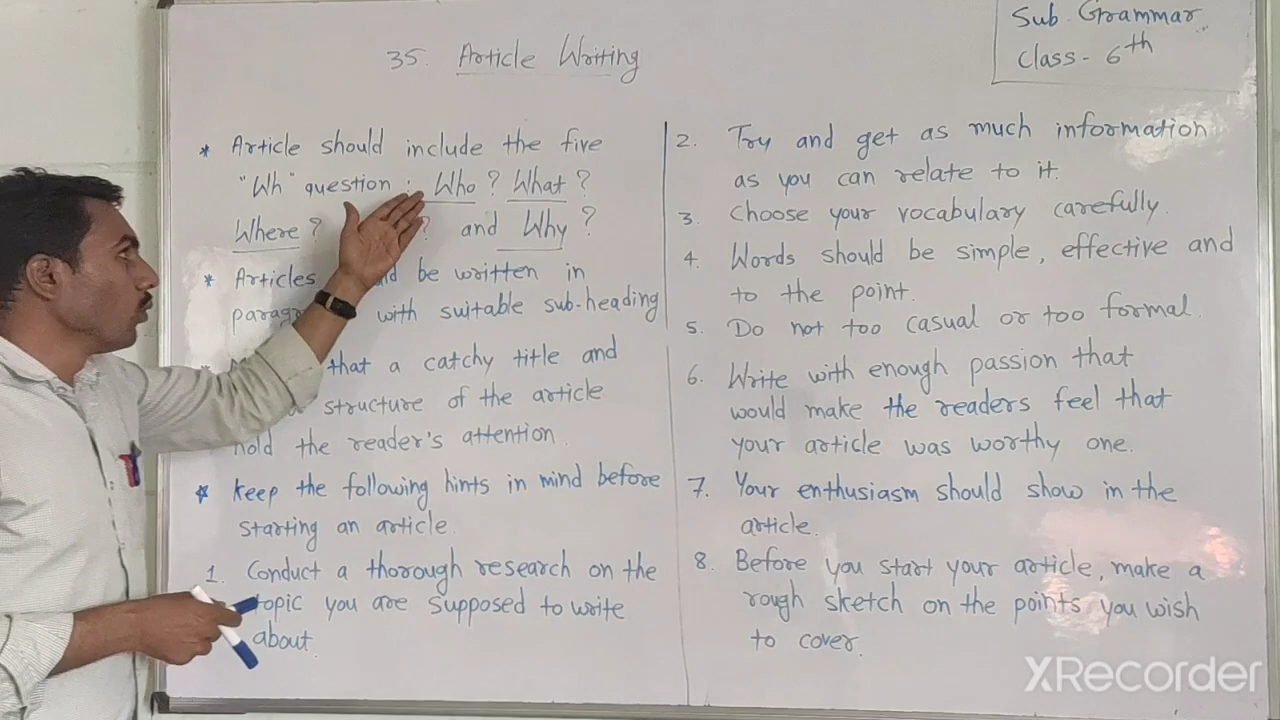 Sub Grammar
Class- 6th
35. Article Writing
* Article should include the five
"Wh" question : Who ? What ?
Where ? ? and Why ?
* Articles be written in
with suitable sub-heading
that a catchy title and
structure of the article
hold the reader's attention.
* Keep the following hints in mind before
starting an article.
1. Conduct a thorough research on the
topic you are supposed to write
about.
2. Try and get as much information
as you can relate to it.
3. Choose your vocabulary carefully.
4. Words should be simple, effective and
to the point.
5. Do not too casual or too formal.
6. Write with enough passion that
would make the readers feel that
your article was worthy one.
7. Your enthusiasm should show in the
article.
8. Before you start your article, make a
rough sketch on the points you wish
to cover.
XRecorder